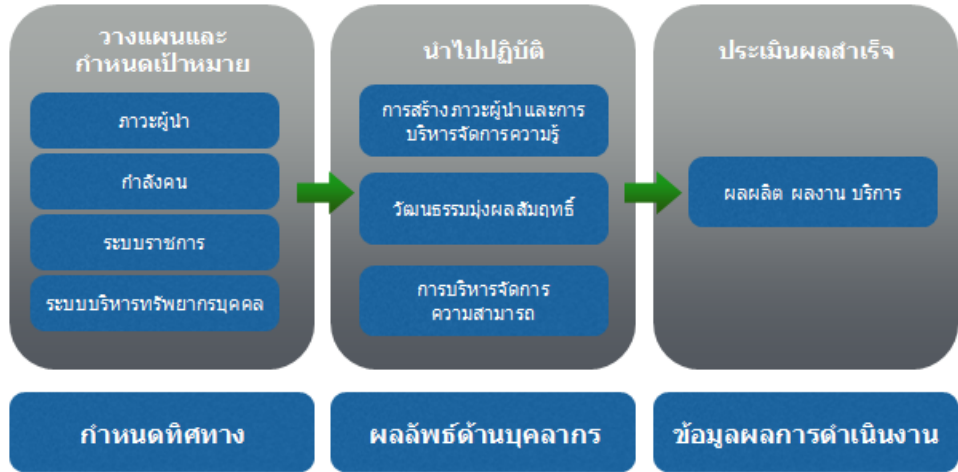 วางแผนและ
กำหนดเป้าหมาย
ภาวะผู้นำ
กำลังคน
ระบบราชการ
ระบบบริหารทรัพยากรบุคคล
นำไปปฏิบัติ
การสร้างภาวะผู้นำและการ
บริหารจัดการความรู้
วัฒนธรรมมุ่งผลสัมฤทธิ์
การบริหารจัดการ
ความสามารถ
ประเมินผลสำเร็จ
ผลผลิต ผลงาน บริการ
กำหนดทิศทาง
ผลลัพธ์ด้านบุคลากร
ข้อมูลผลการดำเนินงาน